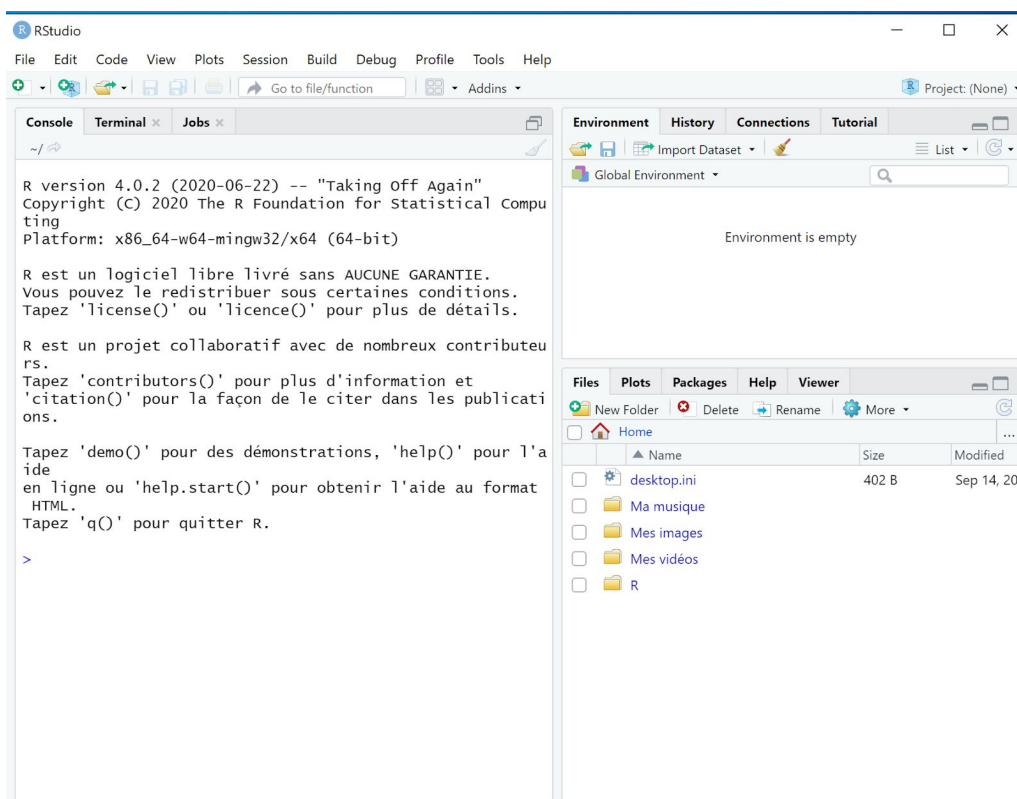 RStudio
File Edit Code View Plots Session Build Debug Profile Tools Help
Go to file/function Addins Project: (None)
Console Terminal Jobs
~/
R version 4.0.2 (2020-06-22) -- "Taking Off Again"
Copyright (C) 2020 The R Foundation for Statistical Compu
ting
Platform: x86_64-w64-mingw32/x64 (64-bit)
R est un logiciel libre livré sans AUCUNE GARANTIE.
Vous pouvez le redistribuer sous certaines conditions.
Tapez 'license()' ou 'licence()' pour plus de détails.
R est un projet collaboratif avec de nombreux contributeu
rs.
Tapez 'contributors()' pour plus d'information et
'citation()' pour la façon de le citer dans les publicati
ons.
Tapez 'demo()' pour des démonstrations, 'help()' pour l'a
ide
en ligne ou 'help.start()' pour obtenir l'aide au format
HTML.
Tapez 'q()' pour quitter R.
>
Environment History Connections Tutorial
Import Dataset List
Global Environment
Environment is empty
Files Plots Packages Help Viewer
New Folder Delete Rename More
Home ...
Name Size Modified
desktop.ini 402 B Sep 14, 20
Ma musique
Mes images
Mes vidéos
R